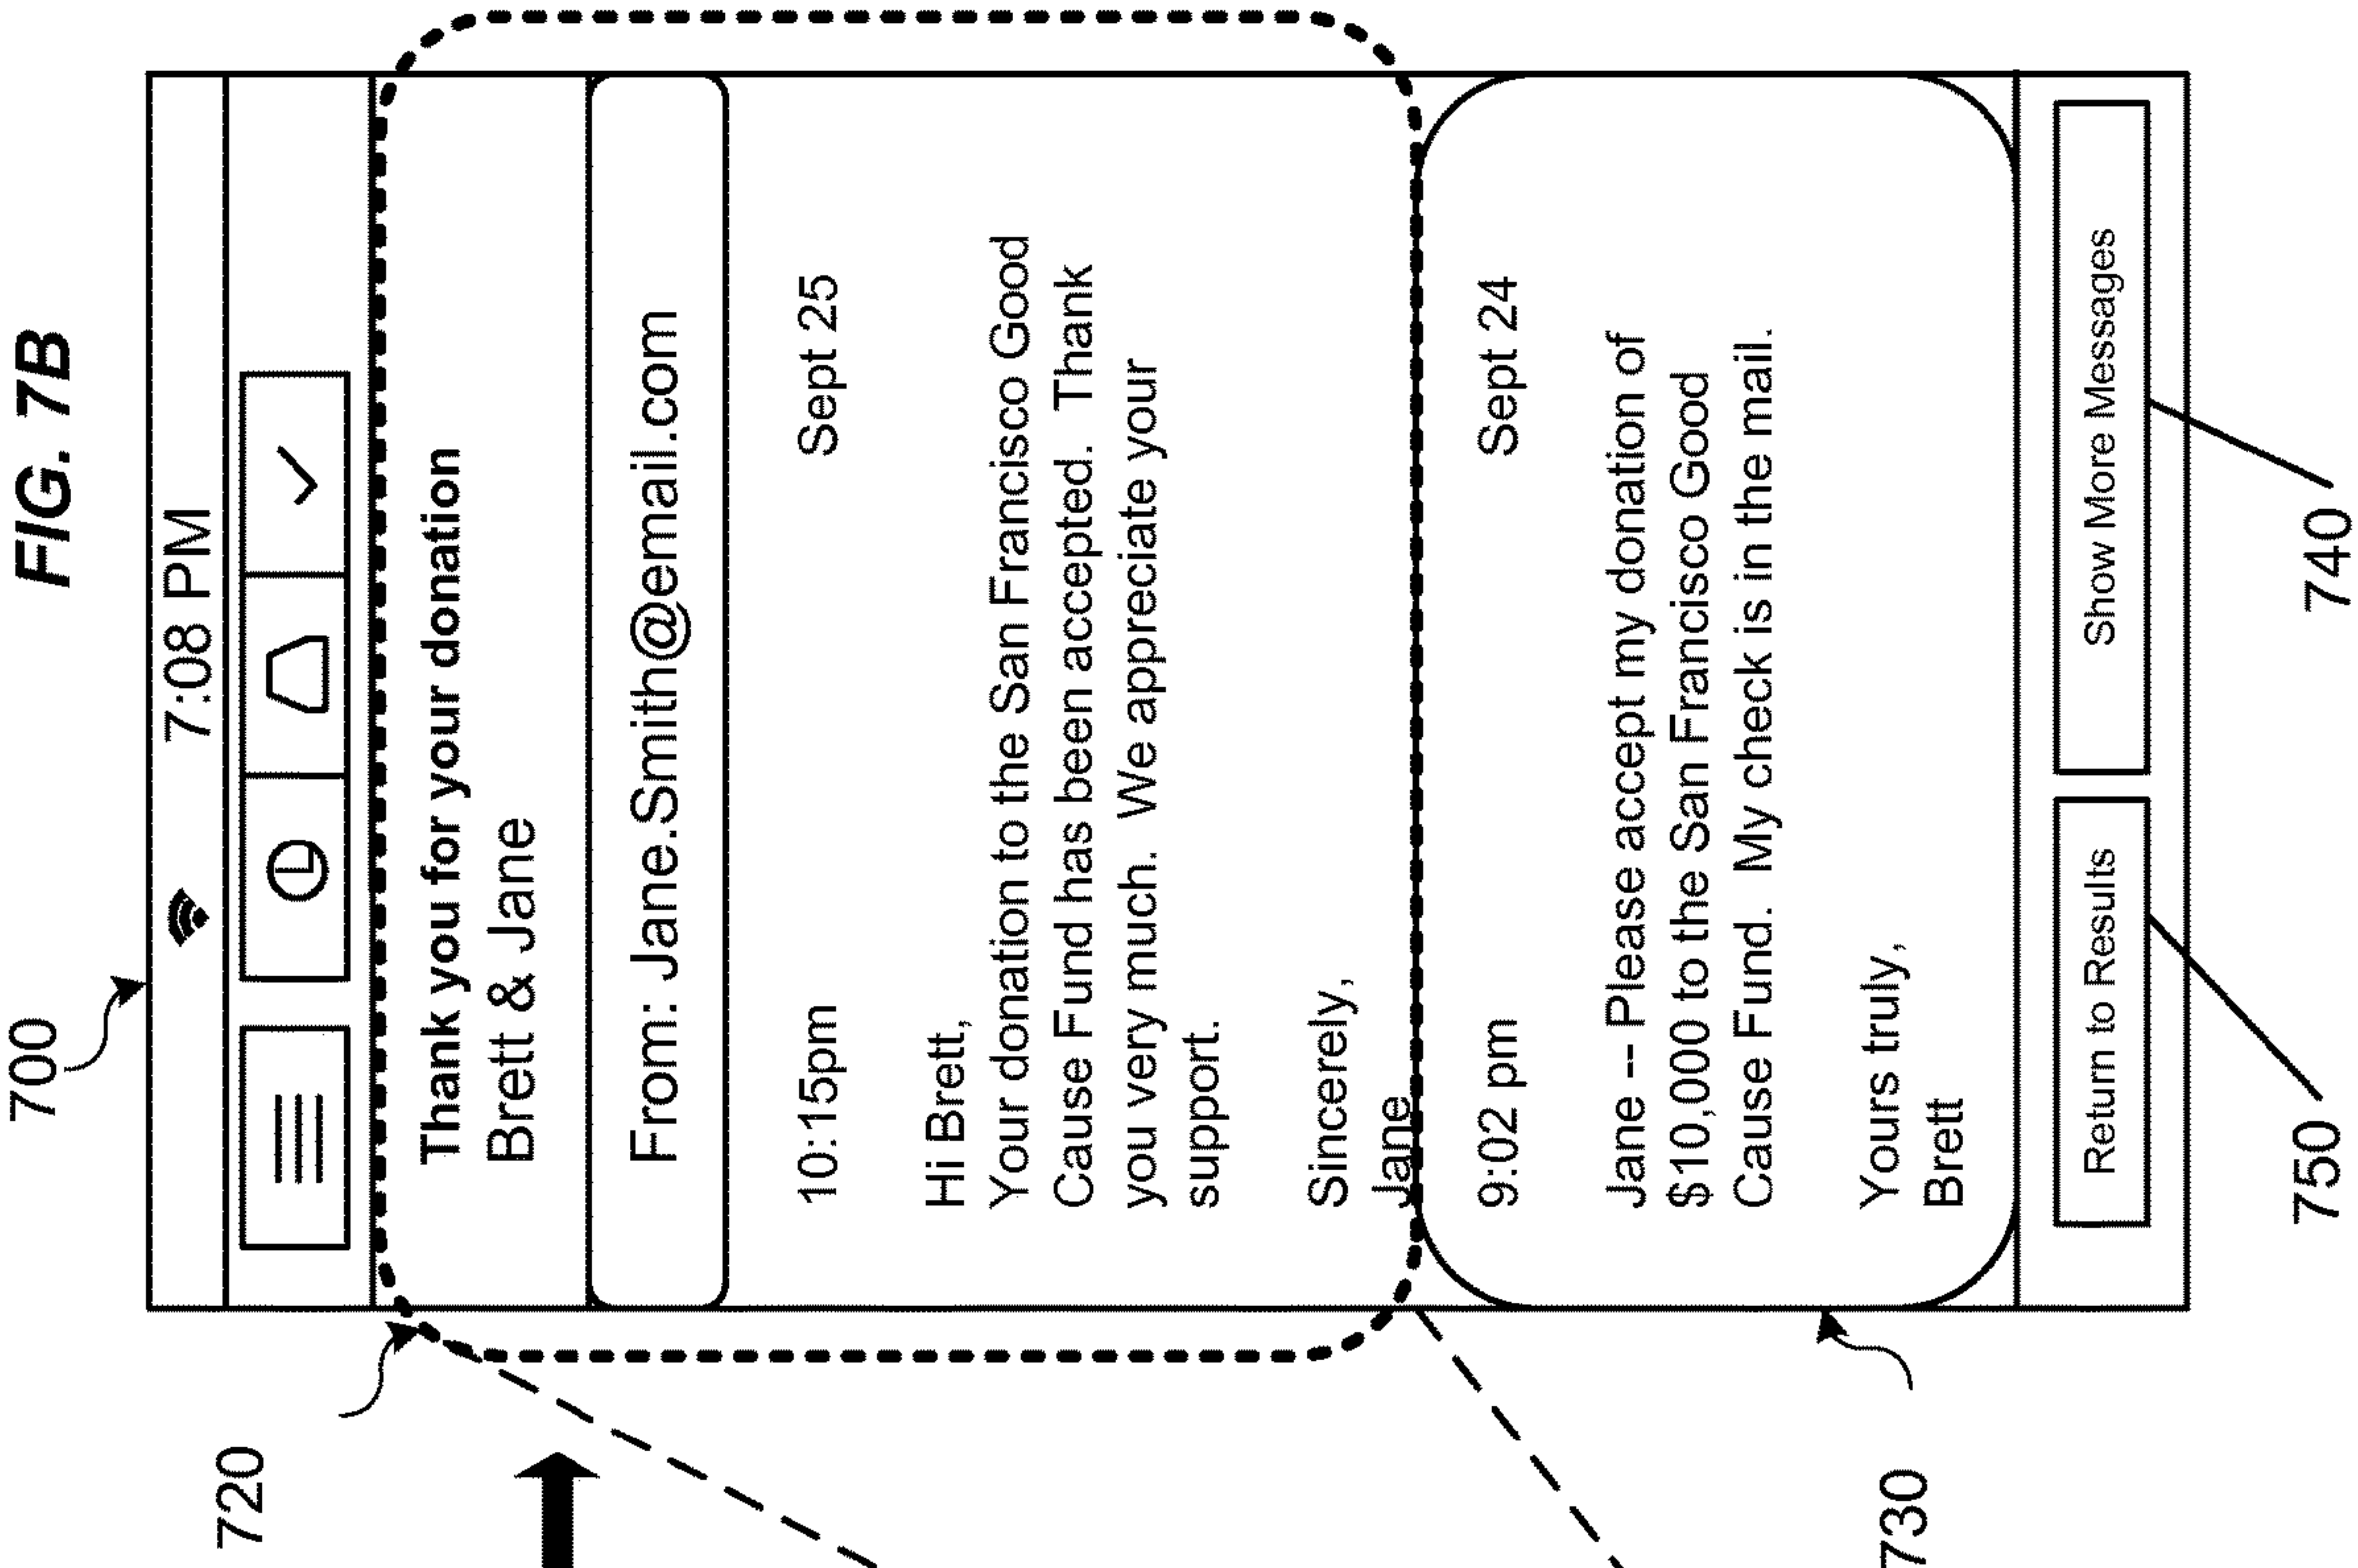 FIG. 7B
700
7:08 PM
720
Thank you for your donation
Brett & Jane
From: Jane.Smith@email.com
10:15pm Sept 25
Hi Brett,
Your donation to the San Francisco Good
Cause Fund has been accepted. Thank
you very much. We appreciate your
support.
Sincerely,
Jane
9:02 pm Sept 24
Jane -- Please accept my donation of
$10,000 to the San Francisco Good
Cause Fund. My check is in the mail.
Yours truly,
Brett
730
Return to Results Show More Messages
750 740